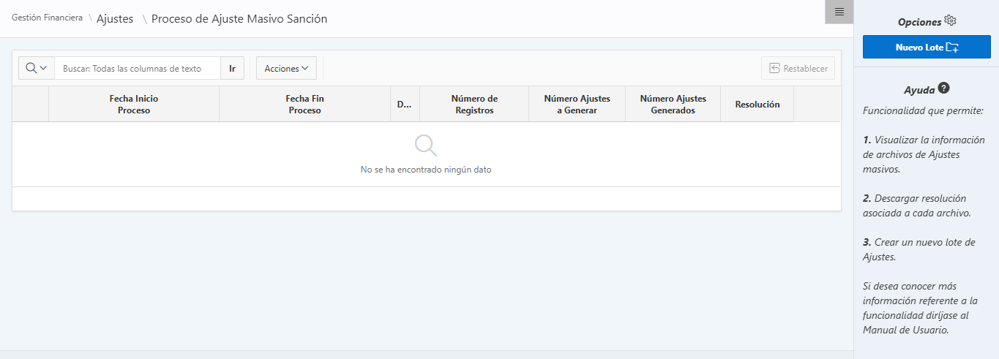 Gestión Financiera \ Ajustes \ Proceso de Ajuste Masivo Sanción
Buscar: Todas las columnas de texto
Ir
Acciones
Restablecer
Fecha Inicio
Proceso
Fecha Fin
Proceso
D...
Número de
Registros
Número Ajustes
a Generar
Número Ajustes
Generados
Resolución
No se ha encontrado ningún dato
Opciones
Nuevo Lote
Ayuda
Funcionalidad que permite:
1. Visualizar la información
de archivos de Ajustes
masivos.
2. Descargar resolución
asociada a cada archivo.
3. Crear un nuevo lote de
Ajustes.
Si desea conocer más
información referente a la
funcionalidad diríjase al
Manual de Usuario.